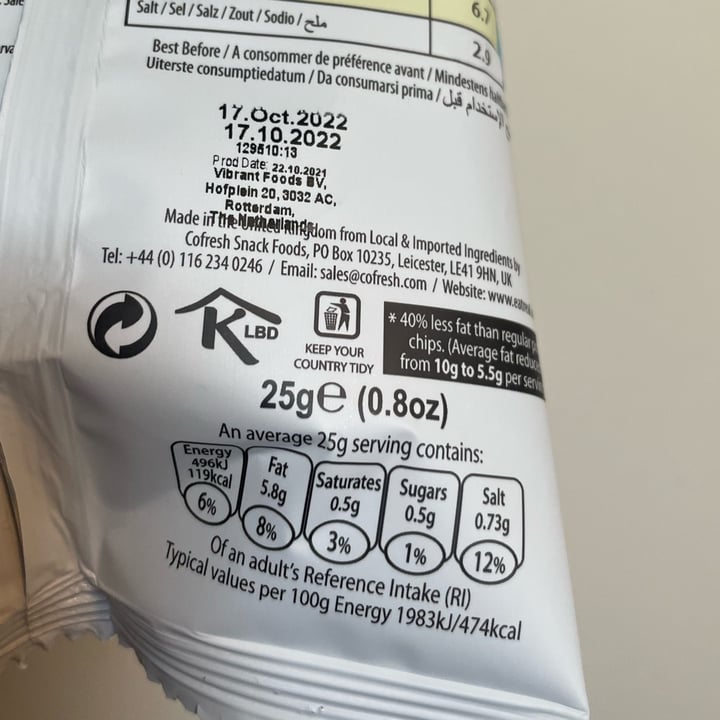 6.7
Salt / Sel / Salz / Zout / Sodio / ملح
2.9
Best Before / A consommer de préférence avant / Mindestens
Uiterste consumptiedatum / Da consumarsi prima /
17.Oct.2022
17.10.2022
129510:13
Prod Date: 22.10.2021
Vibrant Foods BV,
Hofplein 20, 3032 AC,
Rotterdam,
The Netherlands
Made in the United Kingdom from Local & Imported Ingredients by
Cofresh Snack Foods, PO Box 10235, Leicester, LE41 9HN, UK
Tel: +44 (0) 116 234 0246 / Email: sales@cofresh.com / Website:
K LBD
KEEP YOUR
COUNTRY TIDY
* 40% less fat than regular
chips. (Average fat
from 10g to 5.5g per
25g℮ (0.8oz)
An average 25g serving contains:
Energy
496kJ
119kcal
6%
Fat
5.8g
8%
Saturates
0.5g
3%
Sugars
0.5g
1%
Salt
0.73g
12%
Of an adult's Reference Intake (RI)
Typical values per 100g Energy 1983kJ/474kcal